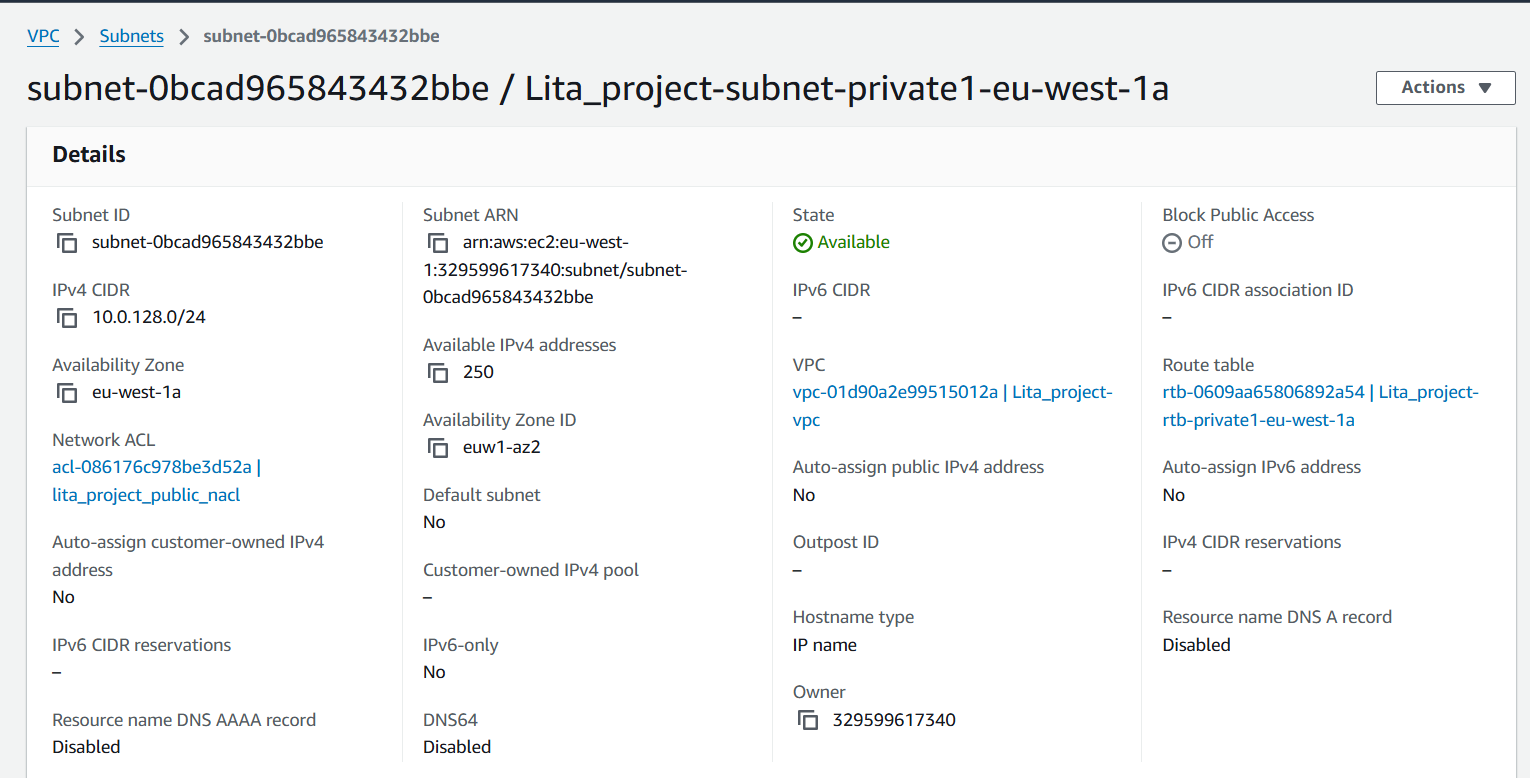 VPC > Subnets > subnet-0bcad965843432bbe
subnet-0bcad965843432bbe / Lita_project-subnet-private1-eu-west-1a
Actions
Details
Subnet ID
subnet-0bcad965843432bbe
IPv4 CIDR
10.0.128.0/24
Availability Zone
eu-west-1a
Network ACL
acl-086176c978be3d52a |
lita_project_public_nacl
Auto-assign customer-owned IPv4
address
No
IPv6 CIDR reservations
–
Resource name DNS AAAA record
Disabled
Subnet ARN
arn:aws:ec2:eu-west-
1:329599617340:subnet/subnet-
0bcad965843432bbe
Available IPv4 addresses
250
Availability Zone ID
euw1-az2
Default subnet
No
Customer-owned IPv4 pool
–
IPv6-only
No
DNS64
Disabled
State
Available
IPv6 CIDR
–
VPC
vpc-01d90a2e99515012a | Lita_project-
vpc
Auto-assign public IPv4 address
No
Outpost ID
–
Hostname type
IP name
Owner
329599617340
Block Public Access
Off
IPv6 CIDR association ID
–
Route table
rtb-0609aa65806892a54 | Lita_project-
rtb-private1-eu-west-1a
Auto-assign IPv6 address
No
IPv4 CIDR reservations
–
Resource name DNS A record
Disabled